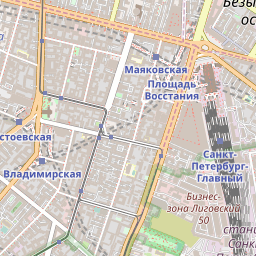 Безы
ос
Маяковская
Площадь
Восстания
стоевская
Владимирская
Санкт-
Петербург-
Главный
Бизнес-
зона Лиговский
50
стан
Санк
П